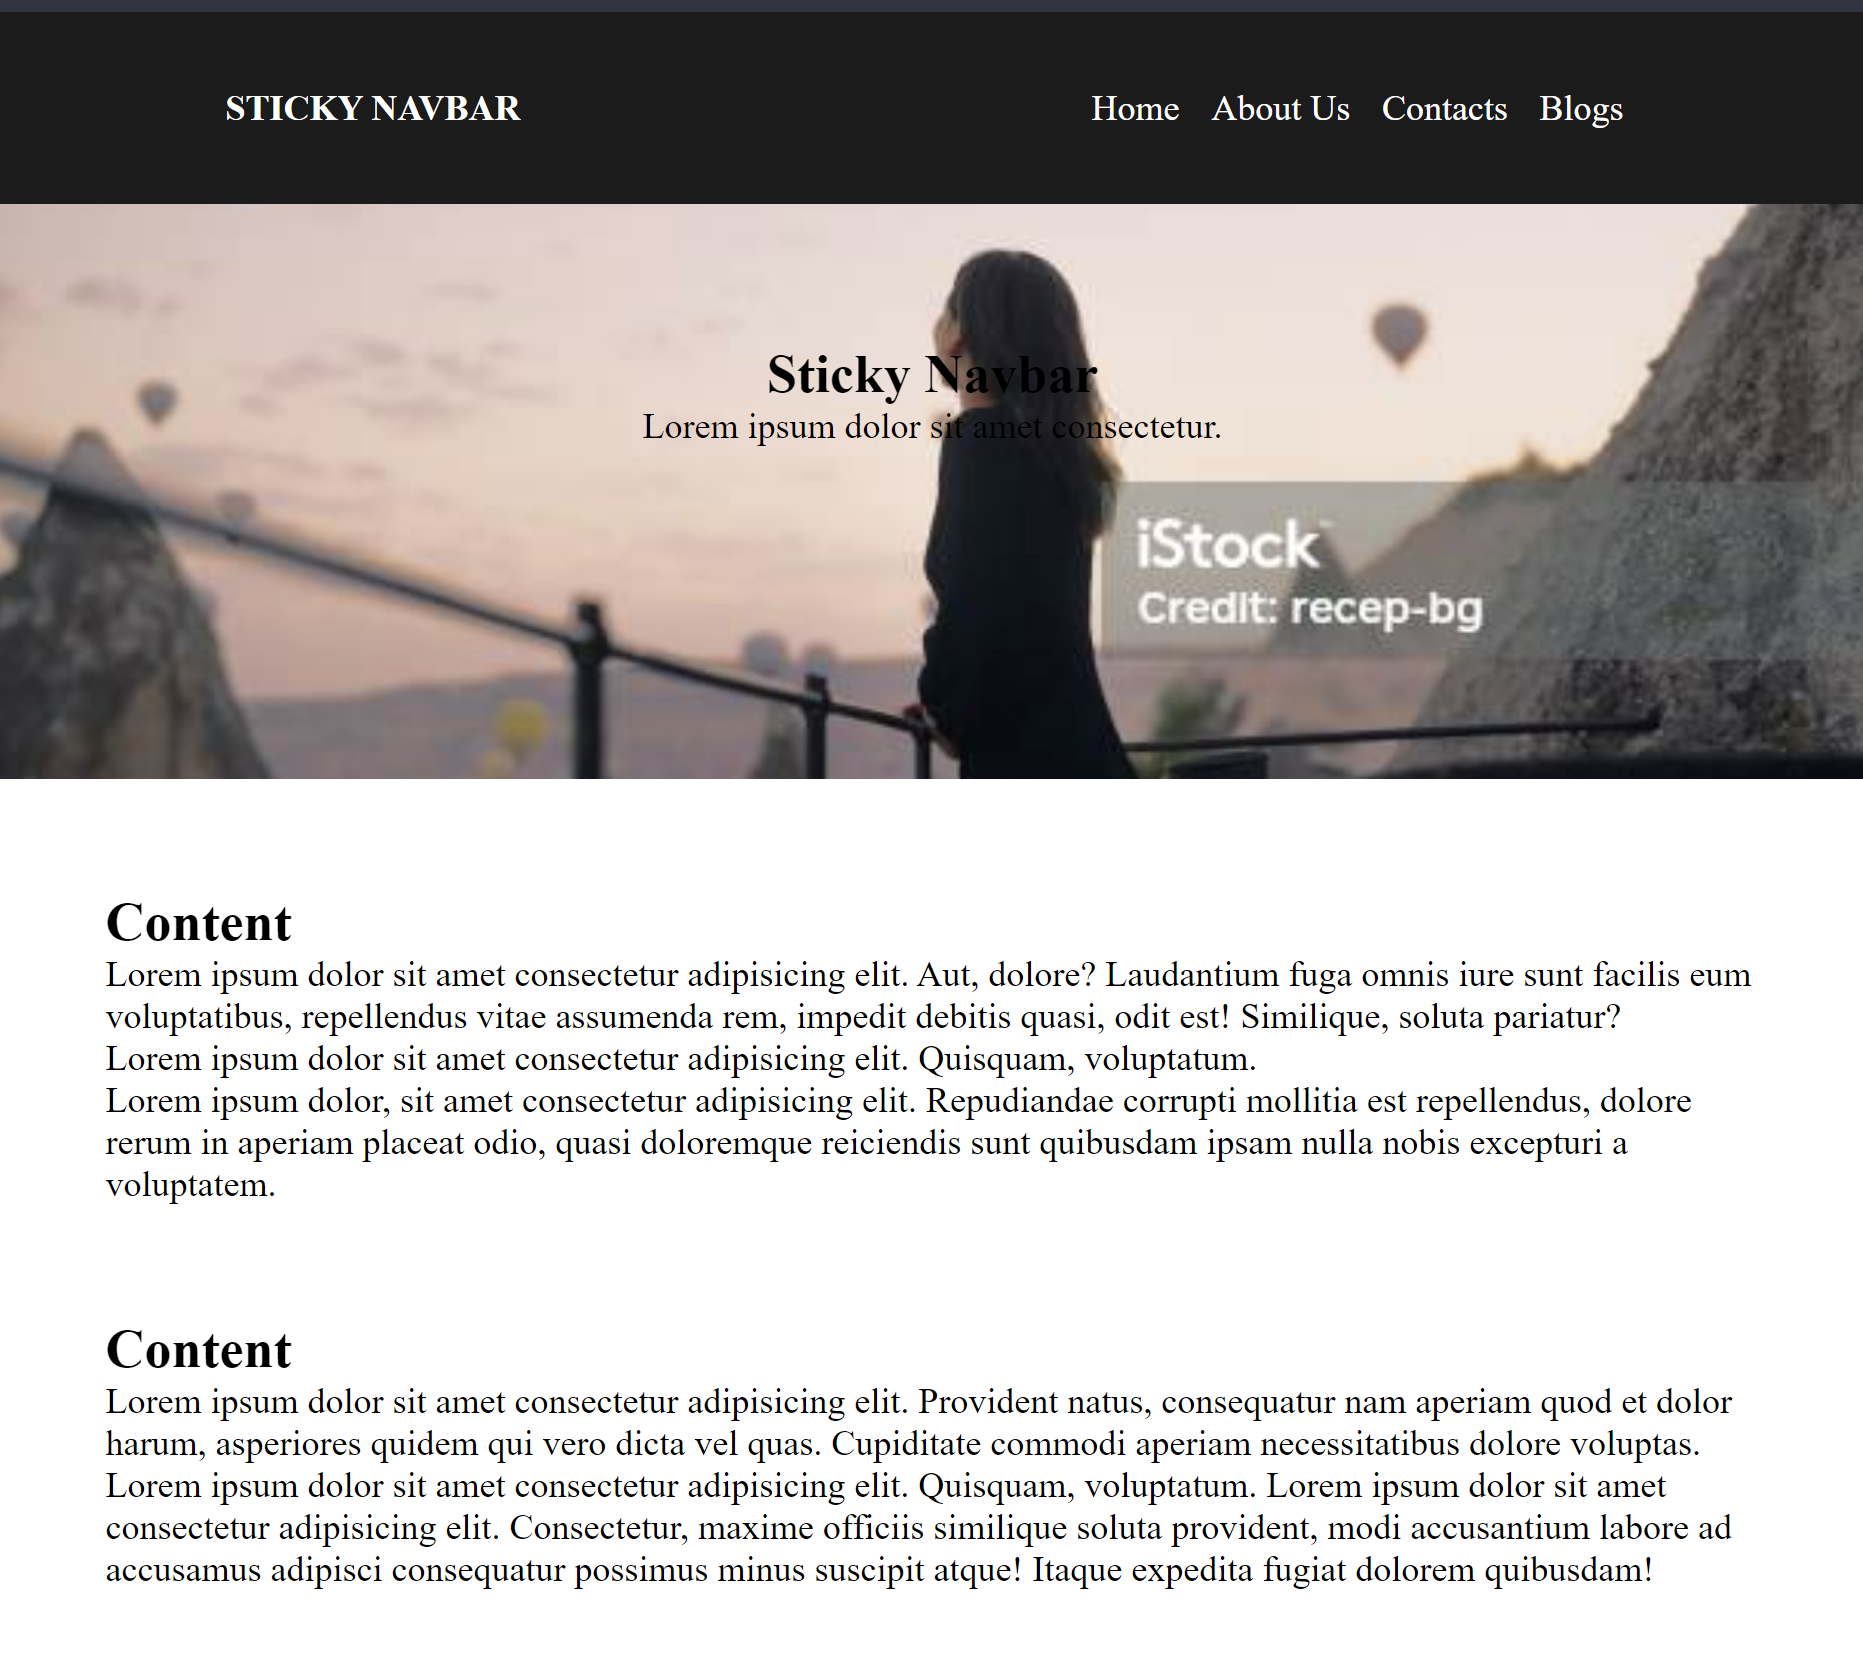 STICKY NAVBAR
Home About Us Contacts Blogs
Sticky Navbar
Lorem ipsum dolor sit amet consectetur.
iStock™
Credit: recep-bg
Content
Lorem ipsum dolor sit amet consectetur adipisicing elit. Aut, dolore? Laudantium fuga omnis iure sunt facilis eum
voluptatibus, repellendus vitae assumenda rem, impedit debitis quasi, odit est! Similique, soluta pariatur?
Lorem ipsum dolor sit amet consectetur adipisicing elit. Quisquam, voluptatum.
Lorem ipsum dolor, sit amet consectetur adipisicing elit. Repudiandae corrupti mollitia est repellendus, dolore
rerum in aperiam placeat odio, quasi doloremque reiciendis sunt quibusdam ipsam nulla nobis excepturi a
voluptatem.
Content
Lorem ipsum dolor sit amet consectetur adipisicing elit. Provident natus, consequatur nam aperiam quod et dolor
harum, asperiores quidem qui vero dicta vel quas. Cupiditate commodi aperiam necessitatibus dolore voluptas.
Lorem ipsum dolor sit amet consectetur adipisicing elit. Quisquam, voluptatum. Lorem ipsum dolor sit amet
consectetur adipisicing elit. Consectetur, maxime officiis similique soluta provident, modi accusantium labore ad
accusamus adipisci consequatur possimus minus suscipit atque! Itaque expedita fugiat dolorem quibusdam!